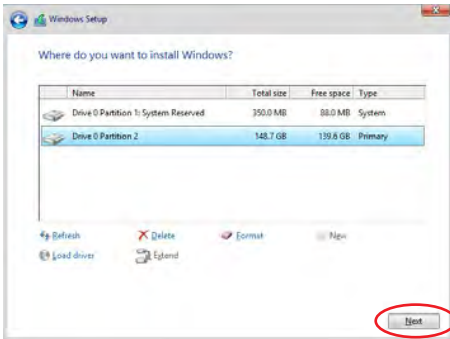 Windows Setup
Where do you want to install Windows?
Name Total size Free space Type
Drive 0 Partition 1: System Reserved 350.0 MB 88.0 MB System
Drive 0 Partition 2 148.7 GB 139.6 GB Primary
Refresh Delete Format New
Load driver Extend
Next